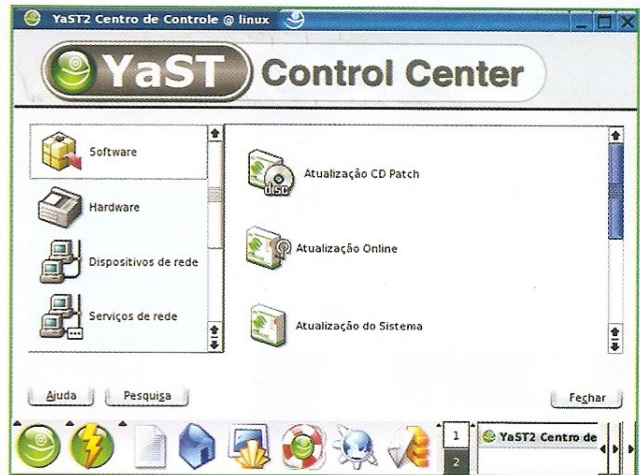 YaST2 Centro de Controle @ linux
YaST Control Center
Software
Hardware
Dispositivos de rede
Serviços de rede
Atualização CD Patch
disc
Atualização Online
Atualização do Sistema
Ajuda
Pesquisa
Fechar
1
2
YaST2 Centro de